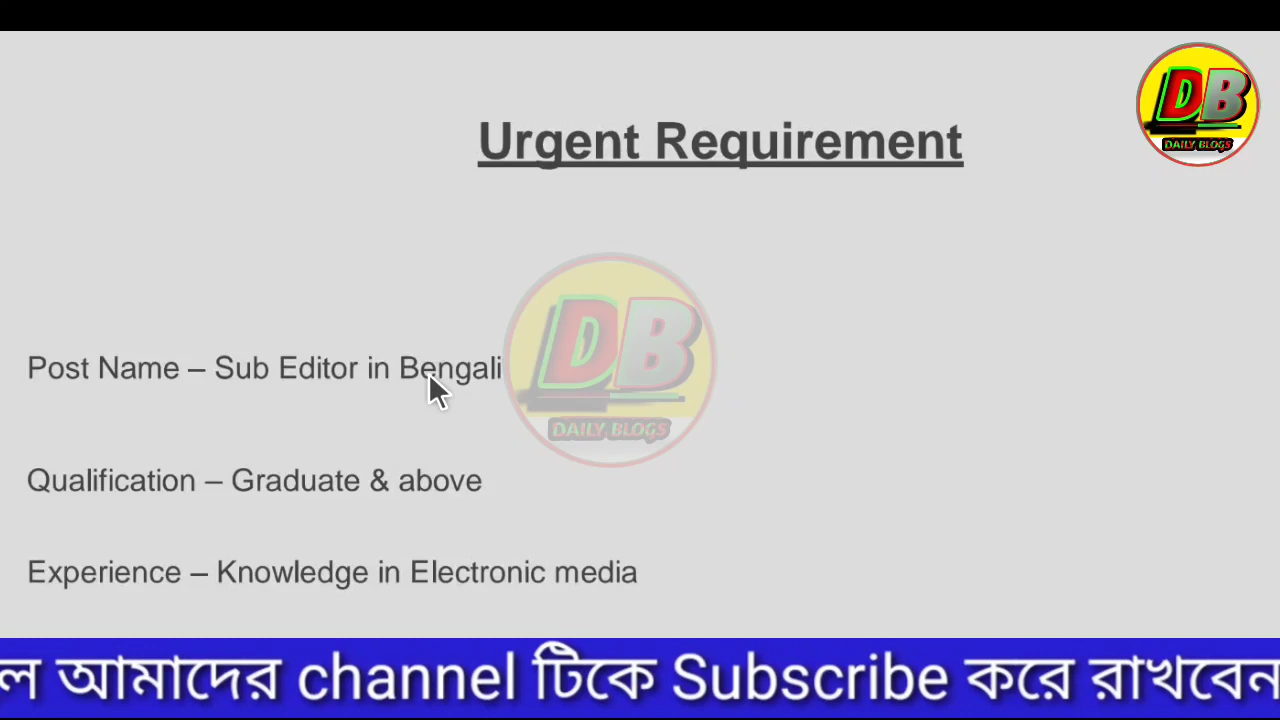 DB
DAILY BLOGS
Urgent Requirement
DB
DAILY BLOGS
Post Name – Sub Editor in Bengali
Qualification – Graduate & above
Experience – Knowledge in Electronic media
ল আমাদের channel টিকে Subscribe করে রাখবেন